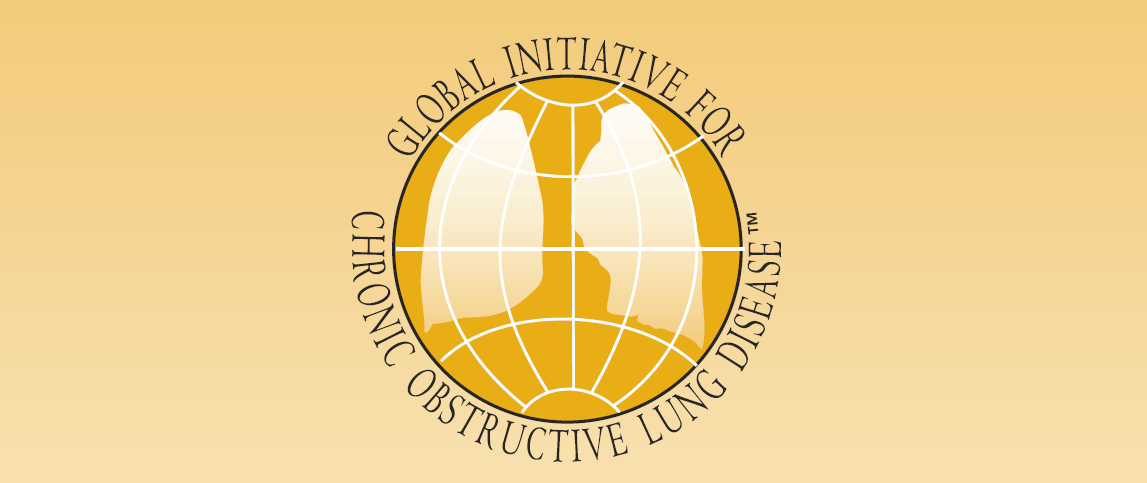 GLOBAL INITIATIVE FOR
CHRONIC OBSTRUCTIVE LUNG DISEASE™